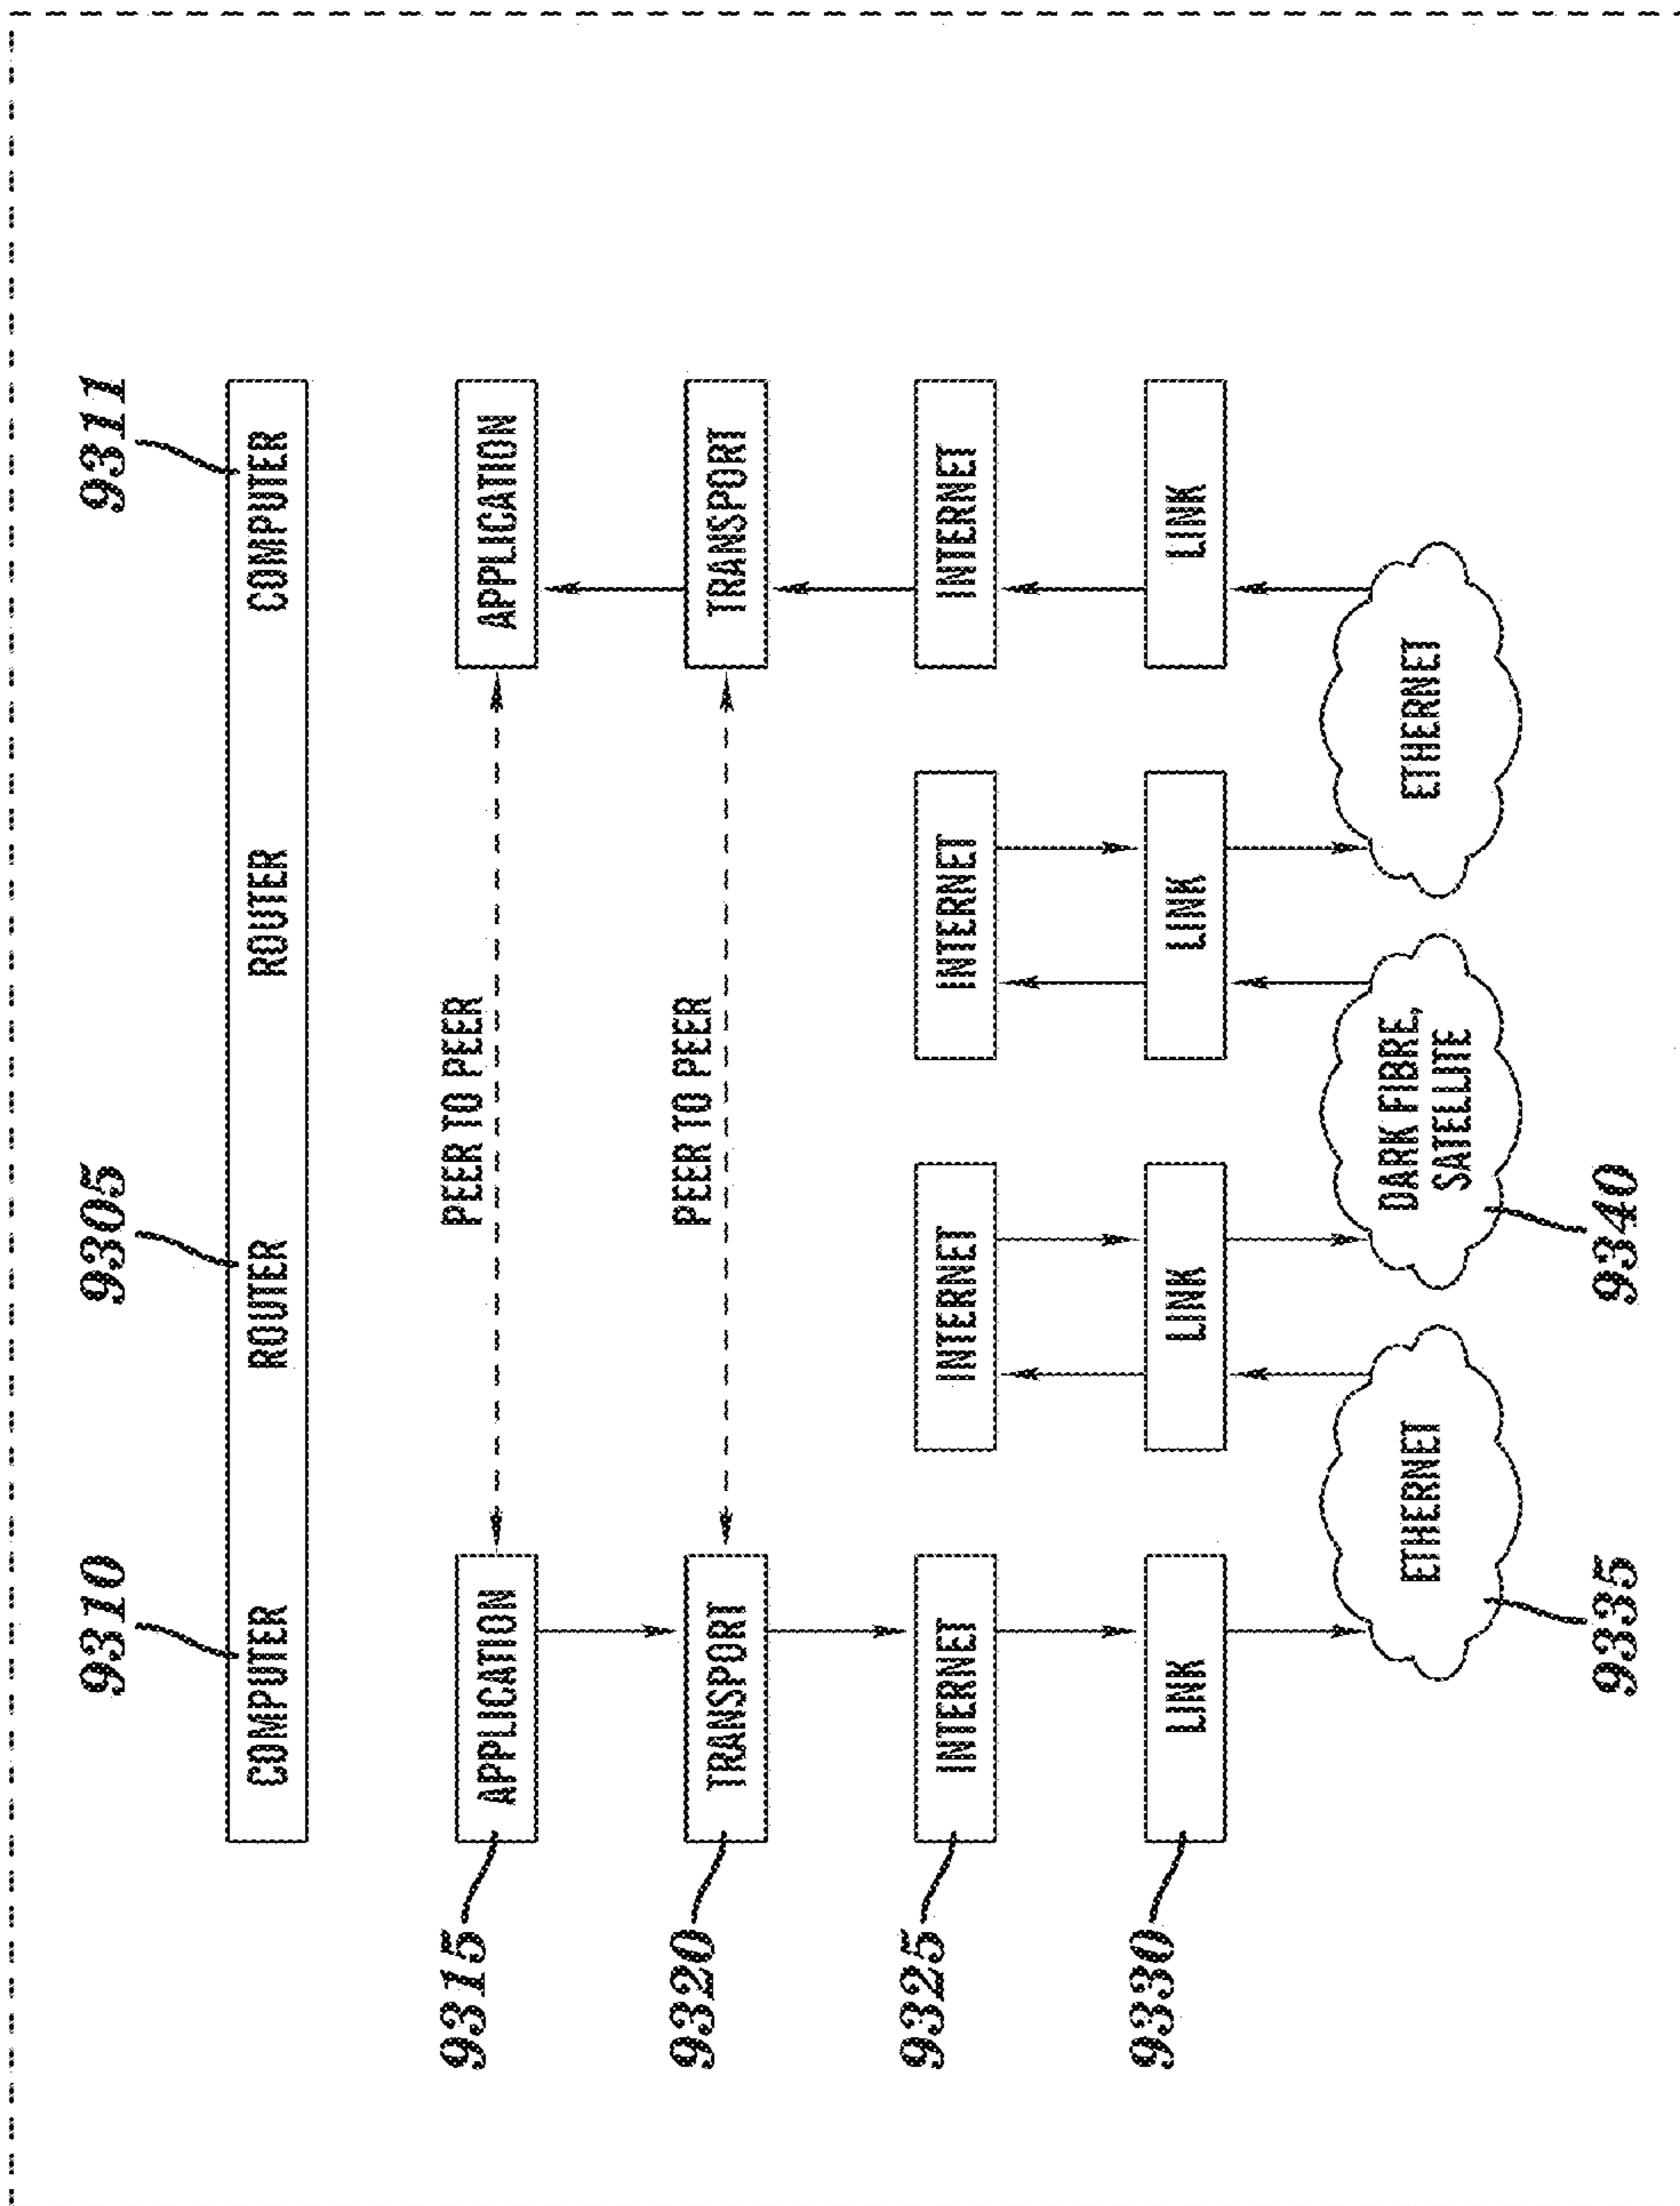 9310
9305
9311
COMPUTER
ROUTER
ROUTER
COMPUTER
9315
APPLICATION
PEER TO PEER
APPLICATION
9320
TRANSPORT
PEER TO PEER
TRANSPORT
9325
INTERNET
INTERNET
INTERNET
INTERNET
9330
LINK
LINK
LINK
LINK
ETHERNET
DARK FIBRE,
SATELLITE
ETHERNET
9335
9340